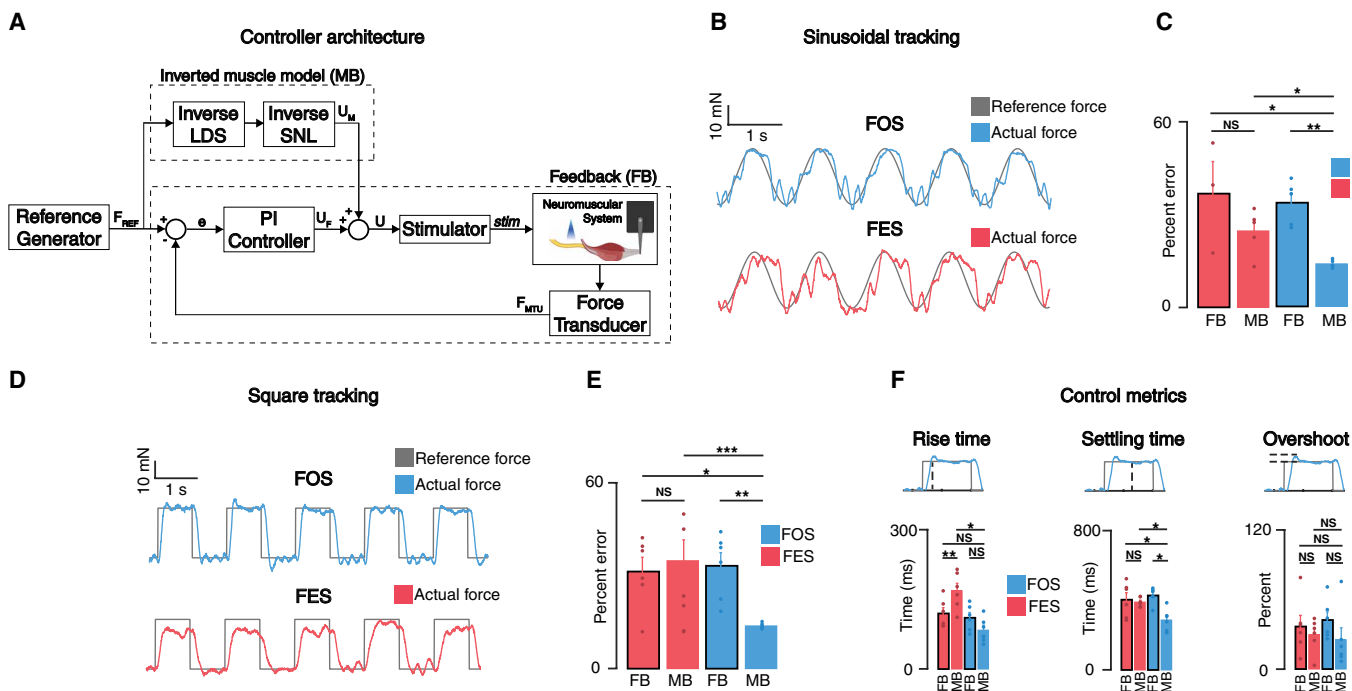 A
Controller architecture
Inverted muscle model (MB)
Inverse
LDS
Inverse
SNL
U_M
Feedback (FB)
Reference
Generator
F_REF
+
-
e
PI
Controller
U_F
+
+
U
Stimulator
stim
Neuromuscular
System
F_MTU
Force
Transducer
B
Sinusoidal tracking
10 mN
1 s
Reference force
FOS
Actual force
FES
Actual force
C
*
*
NS
**
60
Percent error
0
FB
MB
FB
MB
D
Square tracking
10 mN
1 s
Reference force
FOS
Actual force
FES
Actual force
E
***
*
NS
**
60
Percent error
0
FB
MB
FB
MB
FOS
FES
F
Control metrics
Rise time
Settling time
Overshoot
300
*
NS
**
NS
Time (ms)
0
FB
MB
FB
MB
FOS
FES
800
*
*
NS
*
Time (ms)
0
FB
MB
FB
MB
120
NS
NS
NS
NS
Percent
0
FB
MB
FB
MB